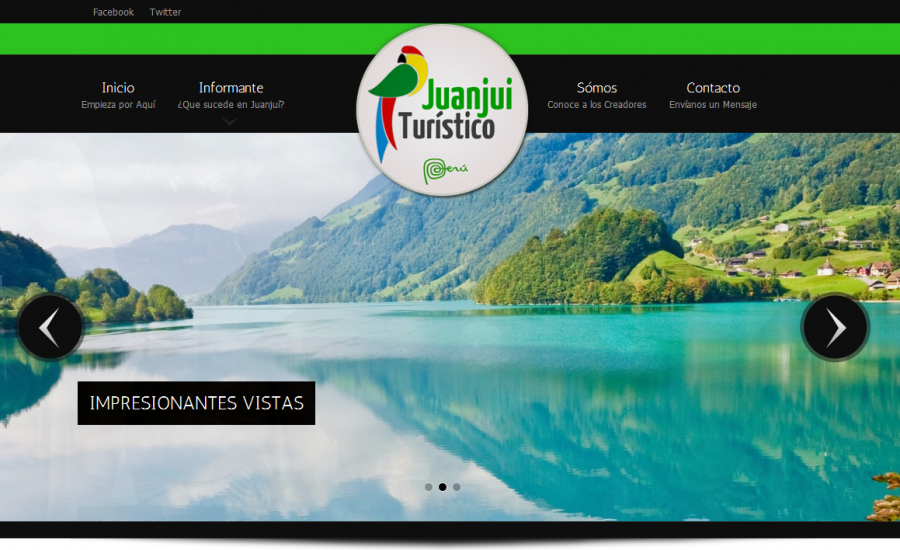 Facebook Twitter
Inicio Informante Sómos Contacto
Empieza por Aquí ¿Que sucede en Juanjuí? Conoce a los Creadores Envíanos un Mensaje
Juanjui
Turístico
Perú
IMPRESIONANTES VISTAS